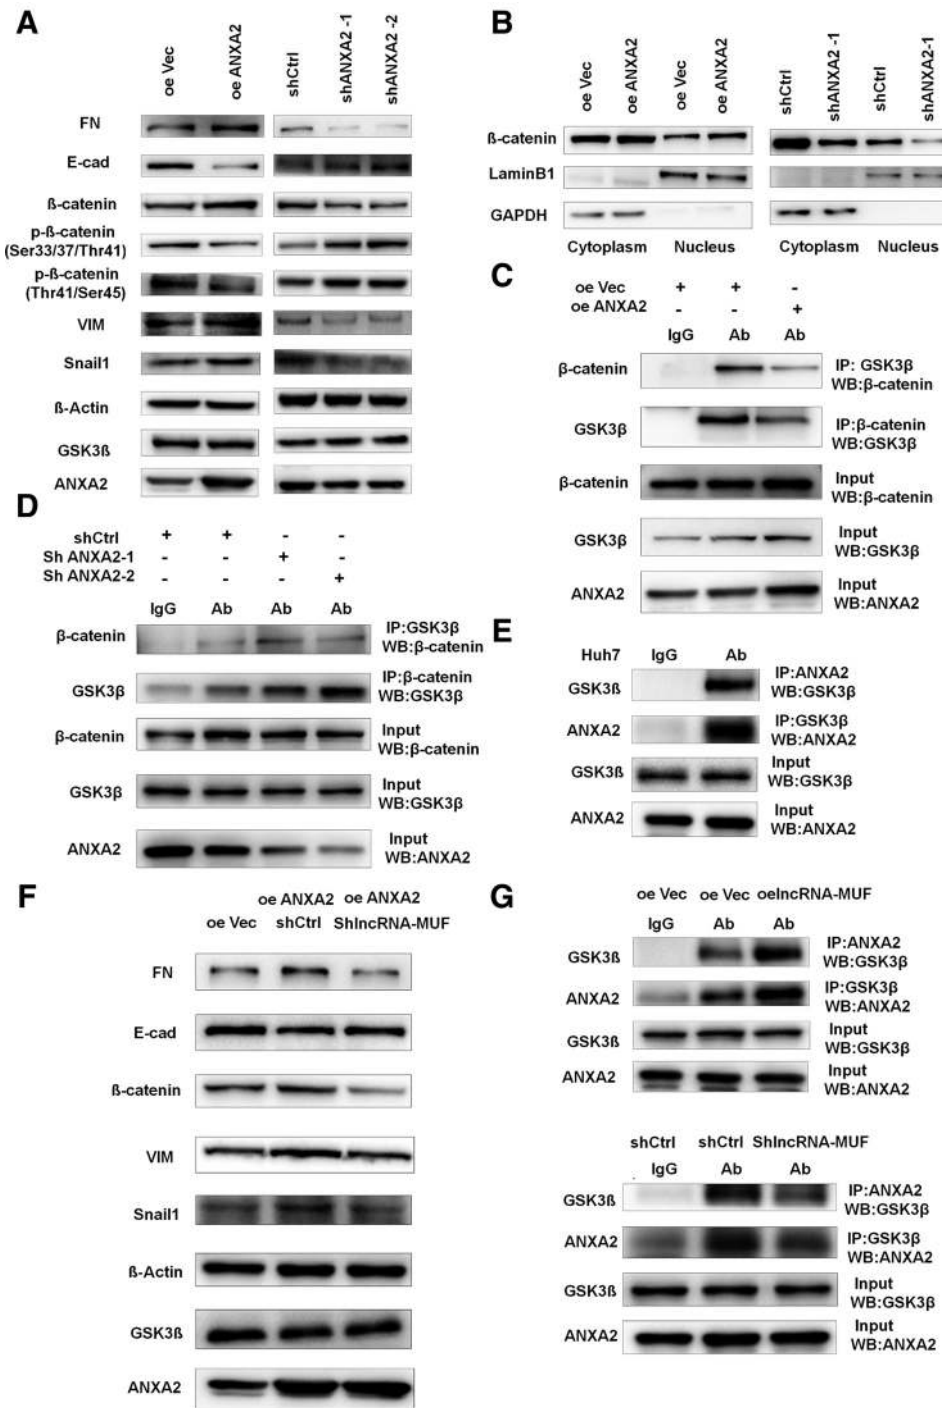 A
oe Vec
oe ANXA2
shCtrl
shANXA2 -1
shANXA2 -2
FN
E-cad
ß-catenin
p-ß-catenin
(Ser33/37/Thr41)
p-ß-catenin
(Thr41/Ser45)
VIM
Snail1
ß-Actin
GSK3ß
ANXA2
B
oe Vec
oe ANXA2
oe Vec
oe ANXA2
shCtrl
shANXA2 -1
shCtrl
shANXA2-1
ß-catenin
LaminB1
GAPDH
Cytoplasm Nucleus Cytoplasm Nucleus
C
oe Vec + + -
oe ANXA2 - - +
IgG Ab Ab
β-catenin IP: GSK3β
WB:β-catenin
GSK3β IP:β-catenin
WB:GSK3β
β-catenin Input
WB:β-catenin
GSK3β Input
WB:GSK3β
ANXA2 Input
WB:ANXA2
D
shCtrl + + - -
Sh ANXA2-1 - - + -
Sh ANXA2-2 - - - +
IgG Ab Ab Ab
β-catenin IP:GSK3β
WB:β-catenin
GSK3β IP:β-catenin
WB:GSK3β
β-catenin Input
WB:β-catenin
GSK3β Input
WB:GSK3β
ANXA2 Input
WB:ANXA2
E
Huh7 IgG Ab
GSK3ß IP:ANXA2
WB:GSK3β
ANXA2 IP:GSK3β
WB:ANXA2
GSK3ß Input
WB:GSK3β
ANXA2 Input
WB:ANXA2
F
oe ANXA2 oe ANXA2
oe Vec shCtrl ShlncRNA-MUF
FN
E-cad
ß-catenin
VIM
Snail1
ß-Actin
GSK3ß
ANXA2
G
oe Vec oe Vec oelncRNA-MUF
IgG Ab Ab
GSK3ß IP:ANXA2
WB:GSK3β
ANXA2 IP:GSK3β
WB:ANXA2
GSK3ß Input
WB:GSK3β
ANXA2 Input
WB:ANXA2
shCtrl shCtrl ShlncRNA-MUF
IgG Ab Ab
GSK3ß IP:ANXA2
WB:GSK3β
ANXA2 IP:GSK3β
WB:ANXA2
GSK3ß Input
WB:GSK3β
ANXA2 Input
WB:ANXA2